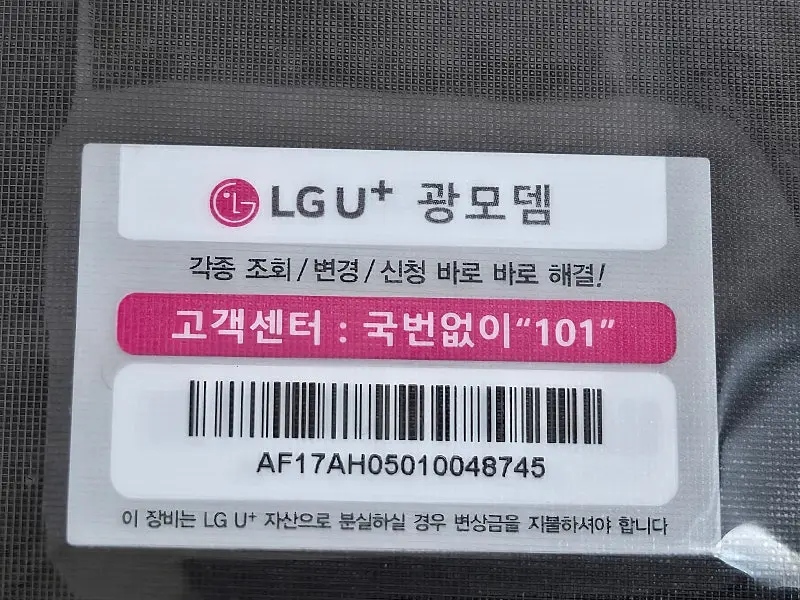 LG U+ 광모뎀
각종 조회/변경/신청 바로 바로 해결!
고객센터 : 국번없이“101”
AF17AH05010048745
이 장비는 LG U+ 자산으로 분실하실 경우 변상금을 지불하셔야 합니다